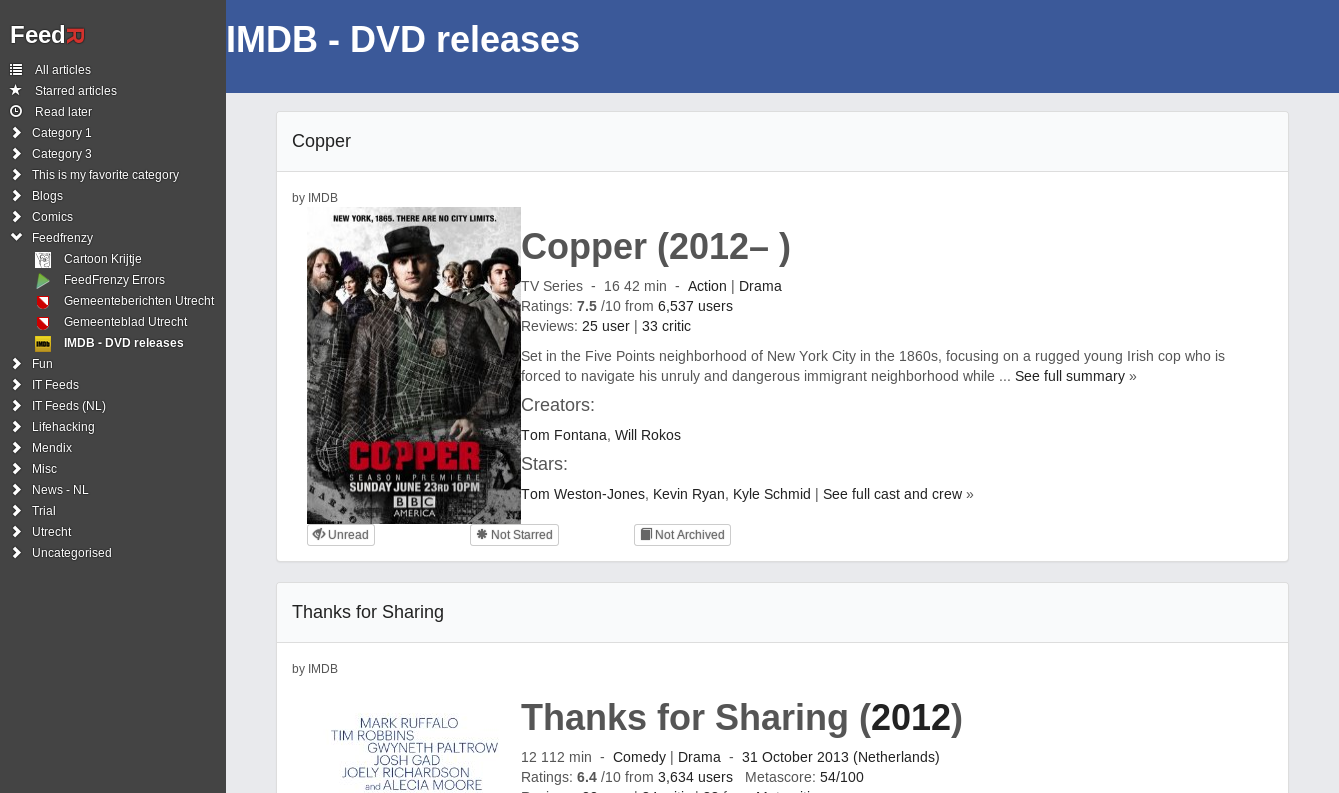 FeedR
All articles
Starred articles
Read later
Category 1
Category 3
This is my favorite category
Blogs
Comics
Feedfrenzy
Cartoon Krijtje
FeedFrenzy Errors
Gemeenteberichten Utrecht
Gemeenteblad Utrecht
IMDB - DVD releases
Fun
IT Feeds
IT Feeds (NL)
Lifehacking
Mendix
Misc
News - NL
Trial
Utrecht
Uncategorised
IMDB - DVD releases
Copper
by IMDB
NEW YORK, 1865. THERE ARE NO CITY LIMITS.
COPPER
SEASON PREMIERE
SUNDAY JUNE 23RD 10PM
BBC
AMERICA
Copper (2012– )
TV Series - 16 42 min - Action | Drama
Ratings: 7.5 /10 from 6,537 users
Reviews: 25 user | 33 critic
Set in the Five Points neighborhood of New York City in the 1860s, focusing on a rugged young Irish cop who is
forced to navigate his unruly and dangerous immigrant neighborhood while ... See full summary »
Creators:
Tom Fontana, Will Rokos
Stars:
Tom Weston-Jones, Kevin Ryan, Kyle Schmid | See full cast and crew »
Unread
Not Starred
Not Archived
Thanks for Sharing
by IMDB
MARK RUFFALO
TIM ROBBINS
GWYNETH PALTROW
JOSH GAD
JOELY RICHARDSON
and ALECIA MOORE
Thanks for Sharing (2012)
12 112 min - Comedy | Drama - 31 October 2013 (Netherlands)
Ratings: 6.4 /10 from 3,634 users Metascore: 54/100